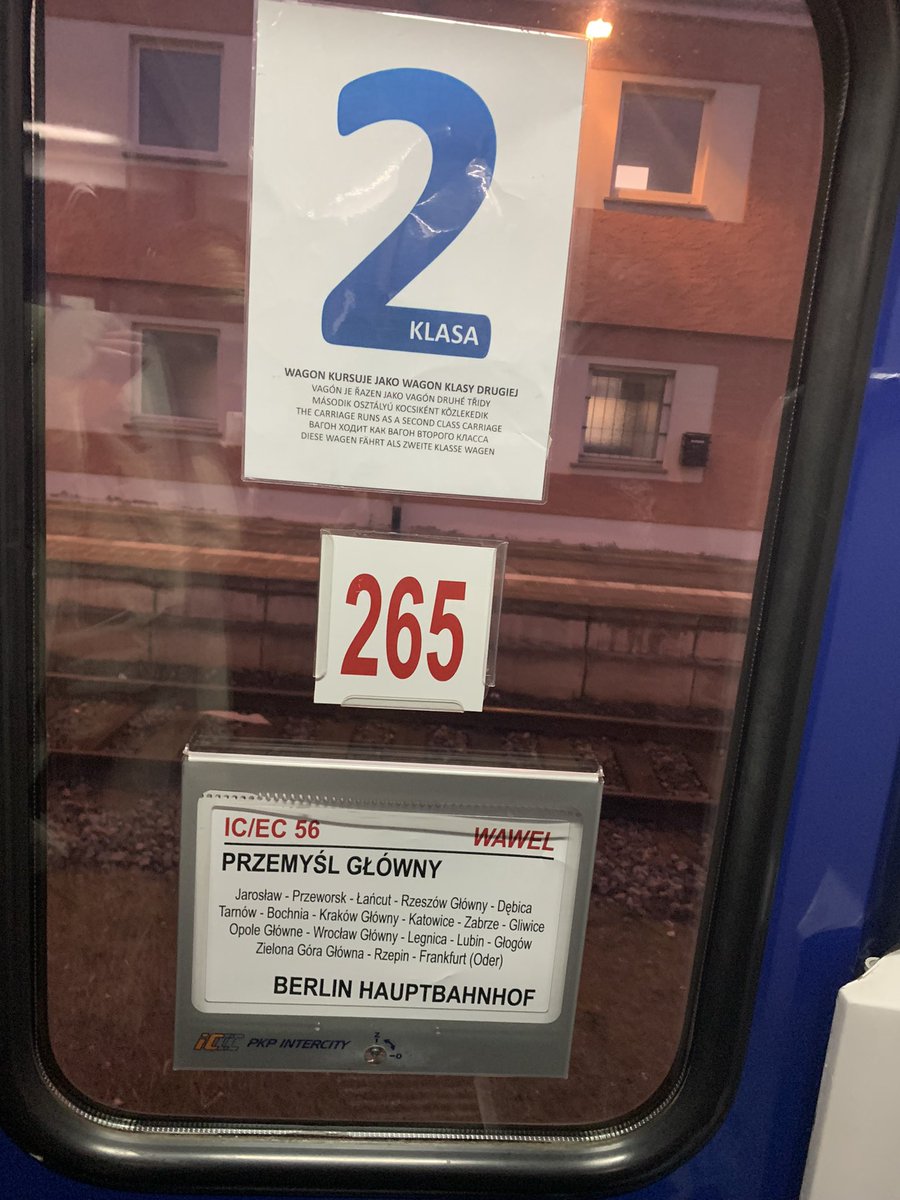 2
KLASA
WAGON KURSUJE JAKO WAGON KLASY DRUGIEJ
VAGÓN JE ŘAZEN JAKO VAGÓN DRUHÉ TŘIDY
MÁSODIK OSZTÁLYÚ KOCSIKÉNT KÖZLEKEDIK
THE CARRIAGE RUNS AS A SECOND CLASS CARRIAGE
ВАГОН ХОДИТ КАК ВАГОН ВТОРОГО КЛАССА
DIESE WAGEN FÄHRT ALS ZWEITE KLASSE WAGEN
265
IC/EC 56 WAWEL
PRZEMYŚL GŁÓWNY
Jarosław - Przeworsk - Łańcut - Rzeszów Główny - Dębica
Tarnów - Bochnia - Kraków Główny - Katowice - Zabrze - Gliwice
Opole Główne - Wrocław Główny - Legnica - Lubin - Głogów
Zielona Góra Główna - Rzepin - Frankfurt (Oder)
BERLIN HAUPTBAHNHOF
PKP INTERCITY